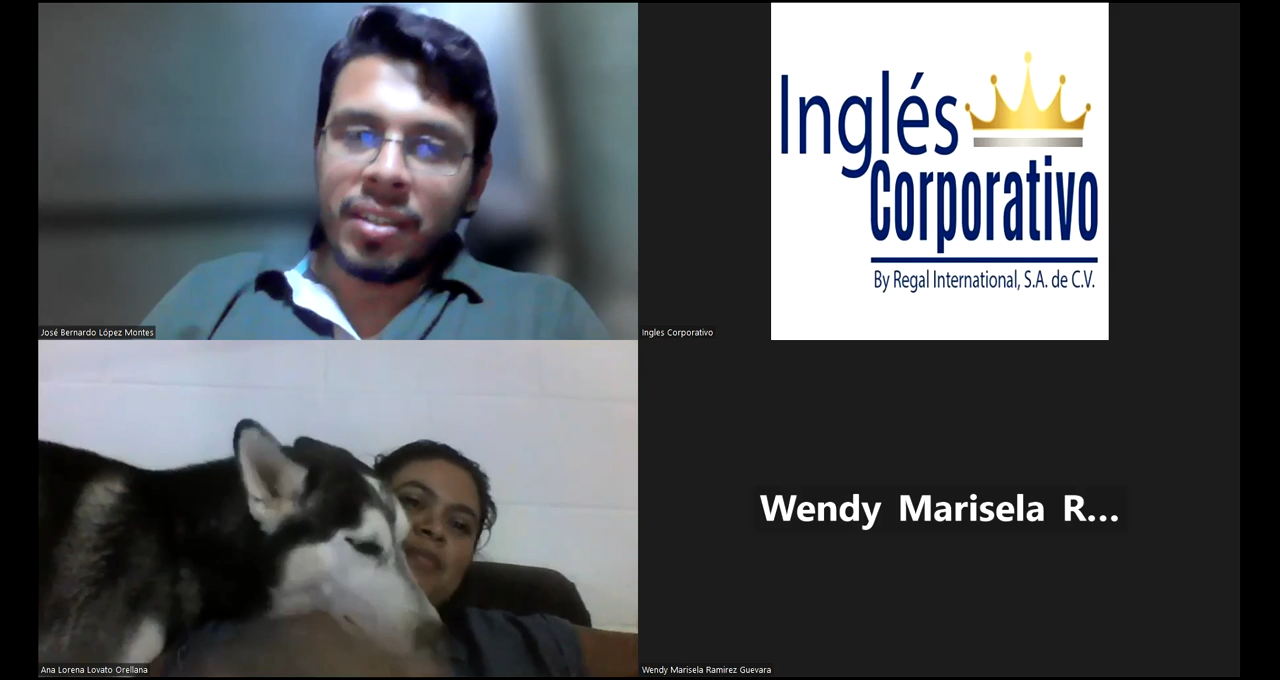 Inglés
Corporativo
By Regal International, S.A. de C.V.
José Bernardo López Montes
Ingles Corporativo
Wendy Marisela R...
Ana Lorena Lovato Orellana
Wendy Marisela Ramirez Guevara